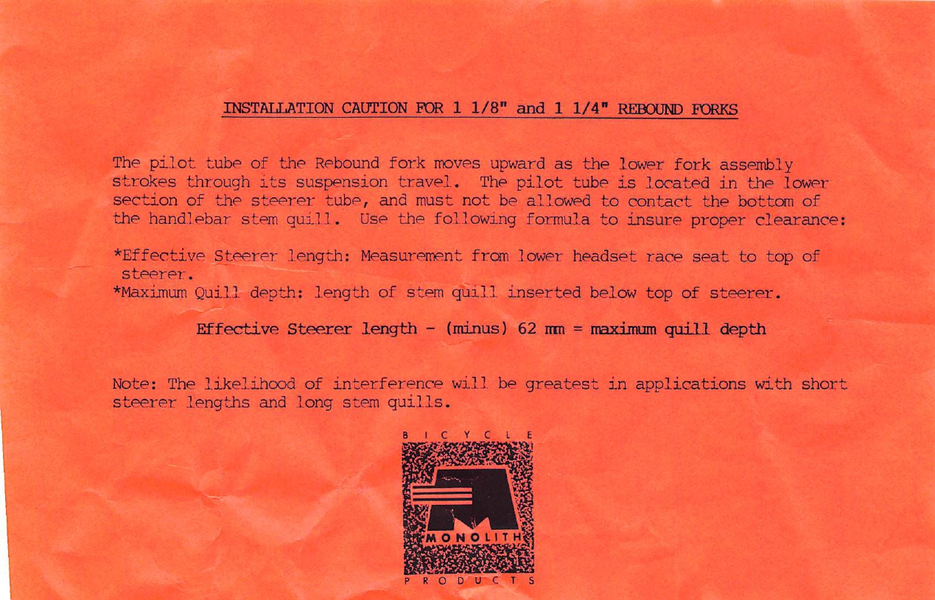 INSTALLATION CAUTION FOR 1 1/8" and 1 1/4" REBOUND FORKS
The pilot tube of the Rebound fork moves upward as the lower fork assembly
strokes through its suspension travel.  The pilot tube is located in the lower
section of the steerer tube, and must not be allowed to contact the bottom of
the handlebar stem quill.  Use the following formula to insure proper clearance:
*Effective Steerer length: Measurement from lower headset race seat to top of
steerer.
*Maximum Quill depth: length of stem quill inserted below top of steerer.
Effective Steerer length - (minus) 62 mm = maximum quill depth
Note: The likelihood of interference will be greatest in applications with short
steerer lengths and long stem quills.
BICYCLE
MONOLITH
PRODUCTS